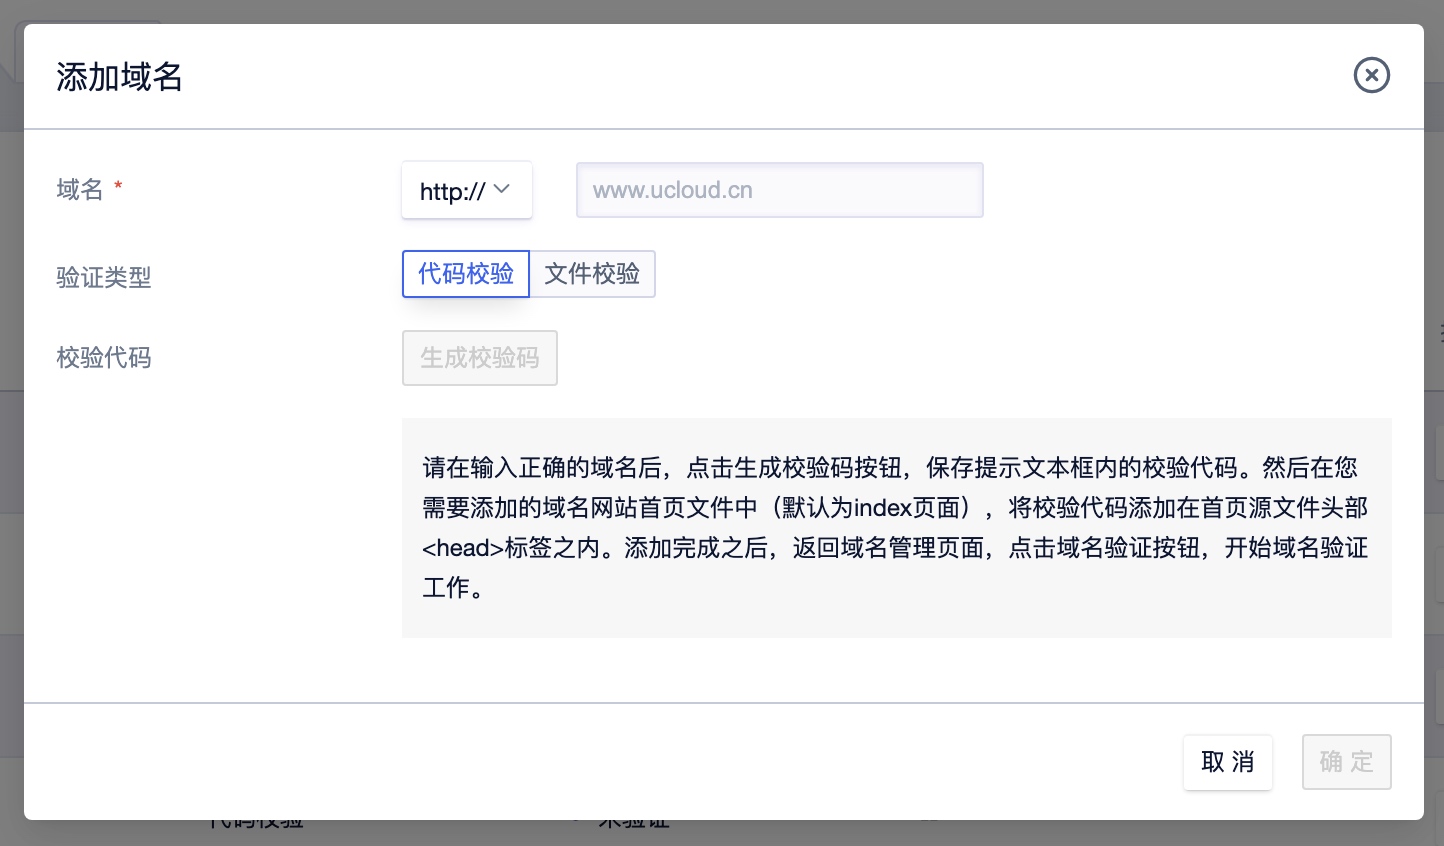 添加域名
域名 *
http://
www.ucloud.cn
验证类型
代码校验
文件校验
校验代码
生成校验码
请在输入正确的域名后，点击生成校验码按钮，保存提示文本框内的校验代码。然后在您
需要添加的域名网站首页文件中（默认为index页面），将校验代码添加在首页源文件头部
<head>标签之内。添加完成之后，返回域名管理页面，点击域名验证按钮，开始域名验证
工作。
取 消
确 定
代码校验
未验证